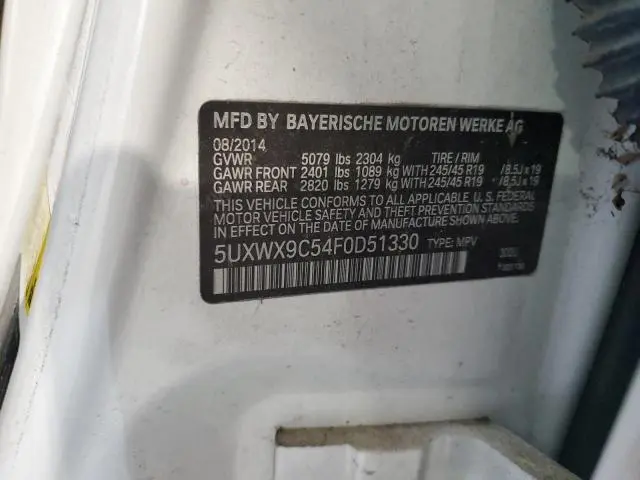 MFD BY BAYERISCHE MOTOREN WERKE AG
08/2014
GVWR 5079 lbs 2304 kg TIRE / RIM
GAWR FRONT 2401 lbs 1089 kg WITH 245/45 R19 /8.5J x 19
GAWR REAR 2820 lbs 1279 kg WITH 245/45 R19 /8.5J x 19
THIS VEHICLE CONFORMS TO ALL APPLICABLE U. S. FEDERAL
MOTOR VEHICLE SAFETY AND THEFT PREVENTION STANDARDS
IN EFFECT ON THE DATE OF MANUFACTURE SHOWN ABOVE.
5UXWX9C54F0D51330 TYPE: MPV